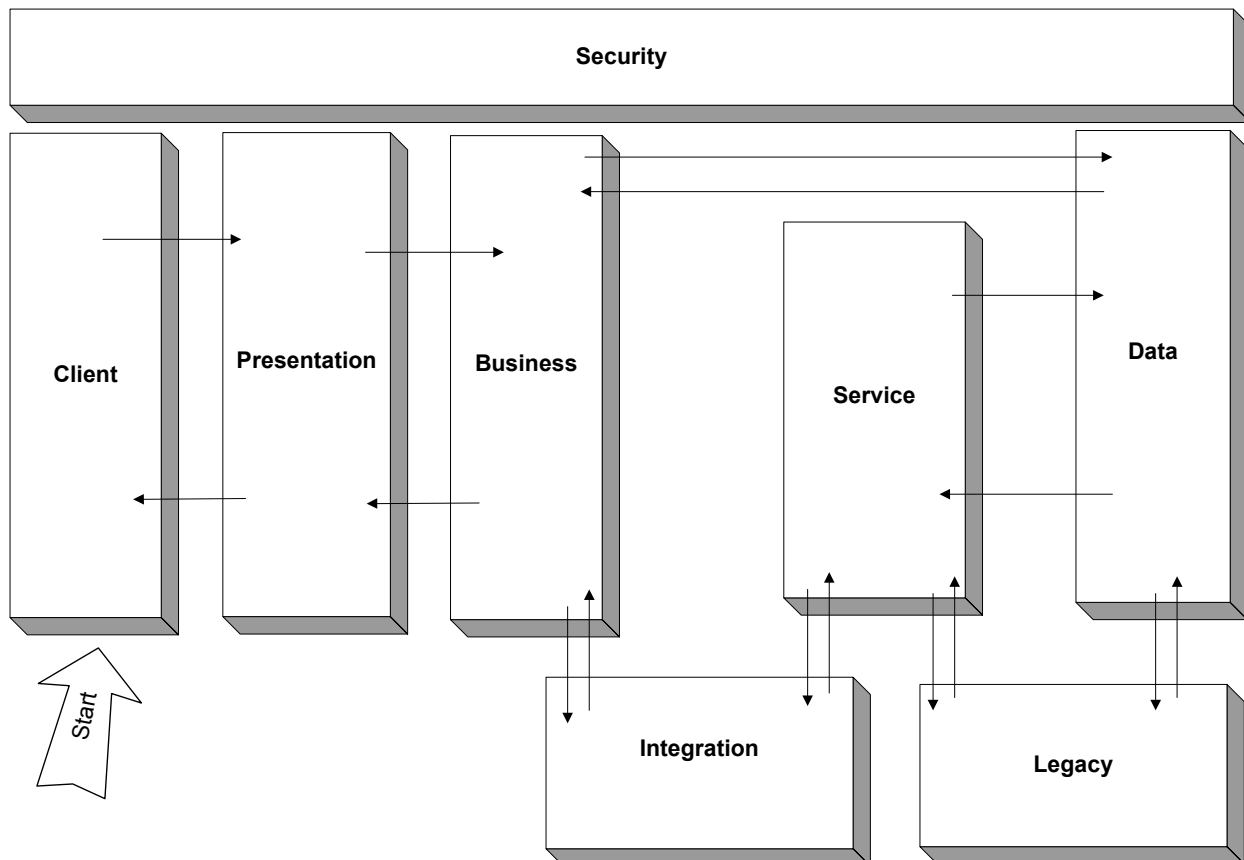 Security
Client
Presentation
Business
Service
Data
Start
Integration
Legacy